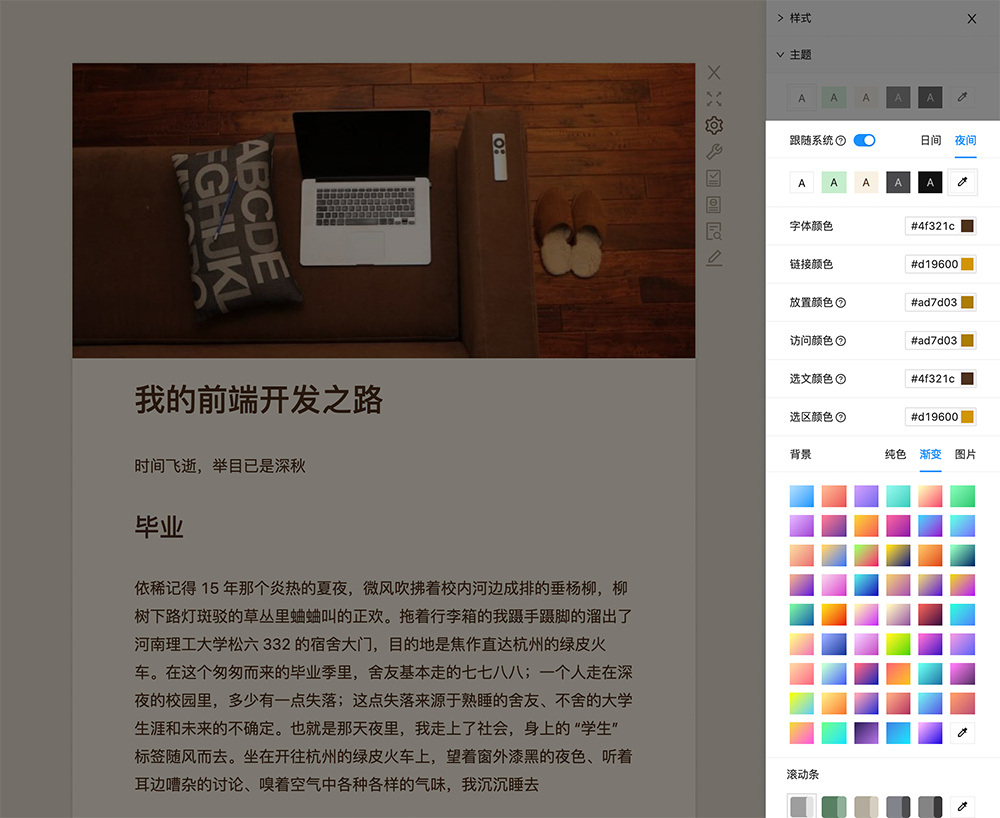 样式
主题
A A A A A
跟随系统 日间 夜间
A A A A A
字体颜色 #4f321c
链接颜色 #d19600
放置颜色 #ad7d03
访问颜色 #ad7d03
选文颜色 #4f321c
选区颜色 #d19600
背景 纯色 渐变 图片
滚动条
ABCDE
FGHIJKL
我的前端开发之路
时间飞逝，举目已是深秋
毕业
依稀记得 15 年那个炎热的夏夜，微风吹拂着校内河边成排的垂杨柳，柳
树下路灯斑驳的草丛里蛐蛐叫的正欢。拖着行李箱的我蹑手蹑脚的溜出了
河南理工大学松六 332 的宿舍大门，目的地是焦作直达杭州的绿皮火
车。在这个匆匆而来的毕业季里，舍友基本走的七七八八；一个人走在深
夜的校园里，多少有一点失落；这点失落来源于熟睡的舍友、不舍的大学
生涯和未来的不确定。也就是那天夜里，我走上了社会，身上的 “学生”
标签随风而去。坐在开往杭州的绿皮火车上，望着窗外漆黑的夜色、听着
耳边嘈杂的讨论、嗅着空气中各种各样的气味，我沉沉睡去